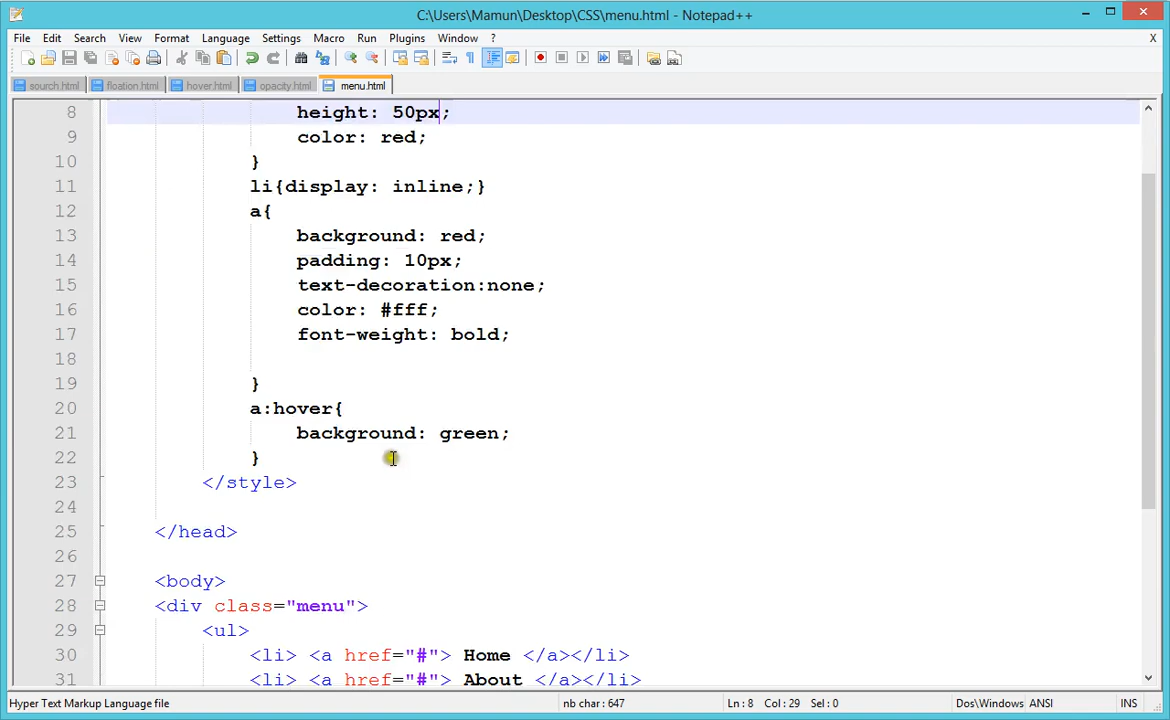 C:\Users\Mamun\Desktop\CSS\menu.html - Notepad++
File Edit Search View Format Language Settings Macro Run Plugins Window ? X
sourch.html floation.html hover.html opacity.html menu.html
8 height: 50px;
9 color: red;
10 }
11 li{display: inline;}
12 a{
13 background: red;
14 padding: 10px;
15 text-decoration:none;
16 color: #fff;
17 font-weight: bold;
18
19 }
20 a:hover{
21 background: green;
22 }
23 </style>
24
25 </head>
26
27 <body>
28 <div class="menu">
29 <ul>
30 <li> <a href="#"> Home </a></li>
31 <li> <a href="#"> About </a></li>
Hyper Text Markup Language file nb char : 647 Ln : 8 Col : 29 Sel : 0 Dos\Windows ANSI INS